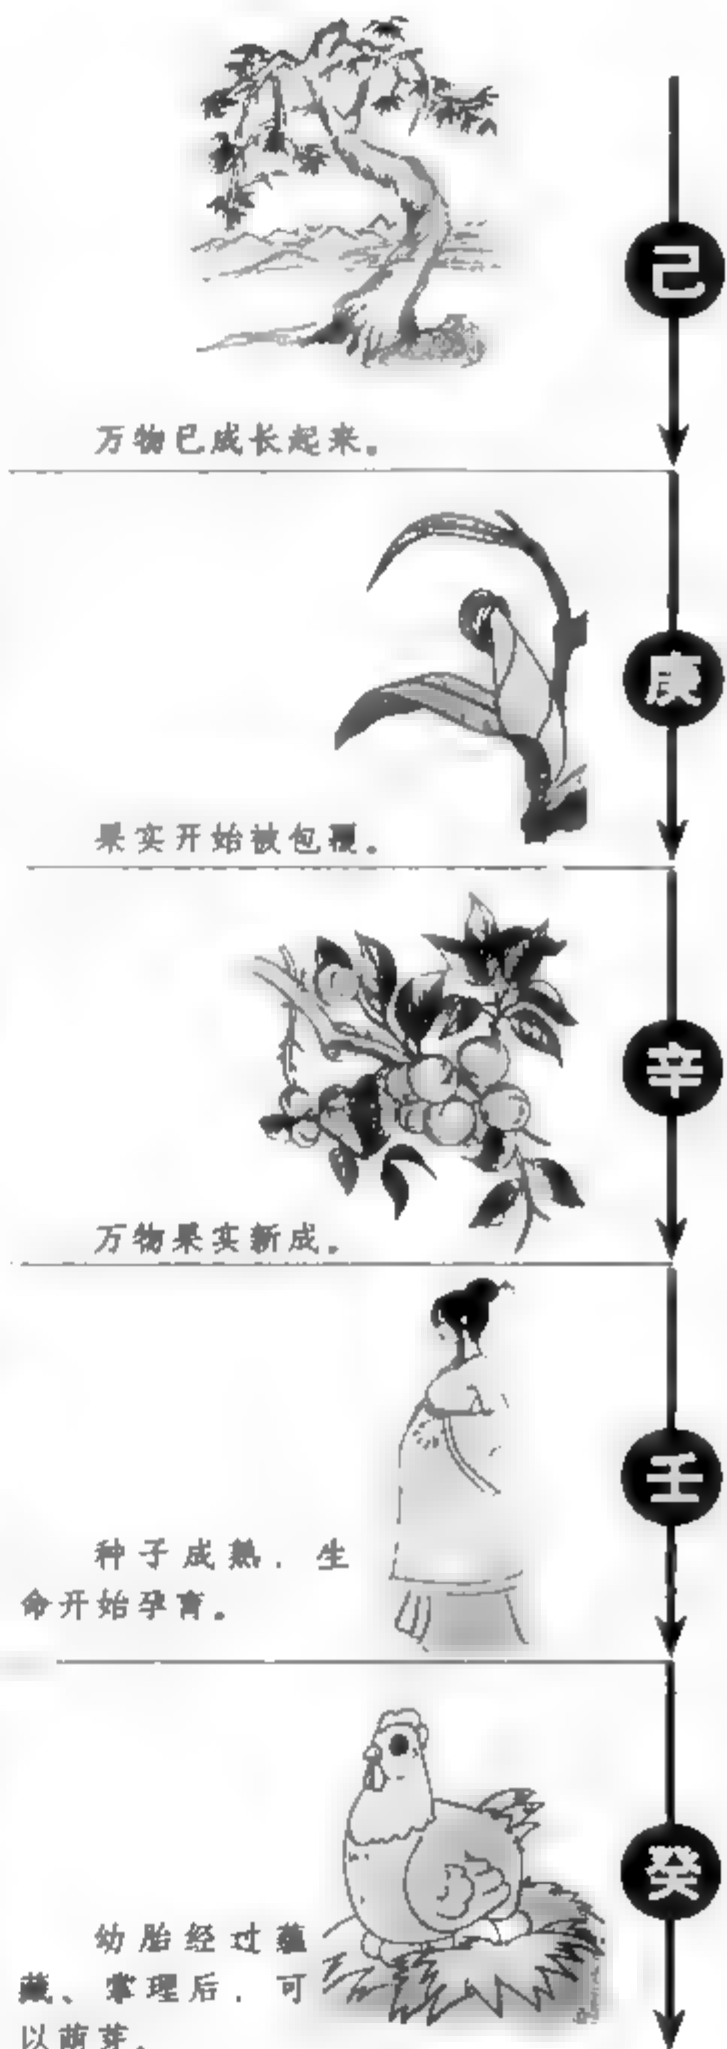 己
万物已成长起来。
庚
果实开始被包覆。
辛
万物果实新成。
壬
种子成熟，生
命开始孕育。
癸
幼胎经过蕴
藏、掌理后，可
以萌芽。